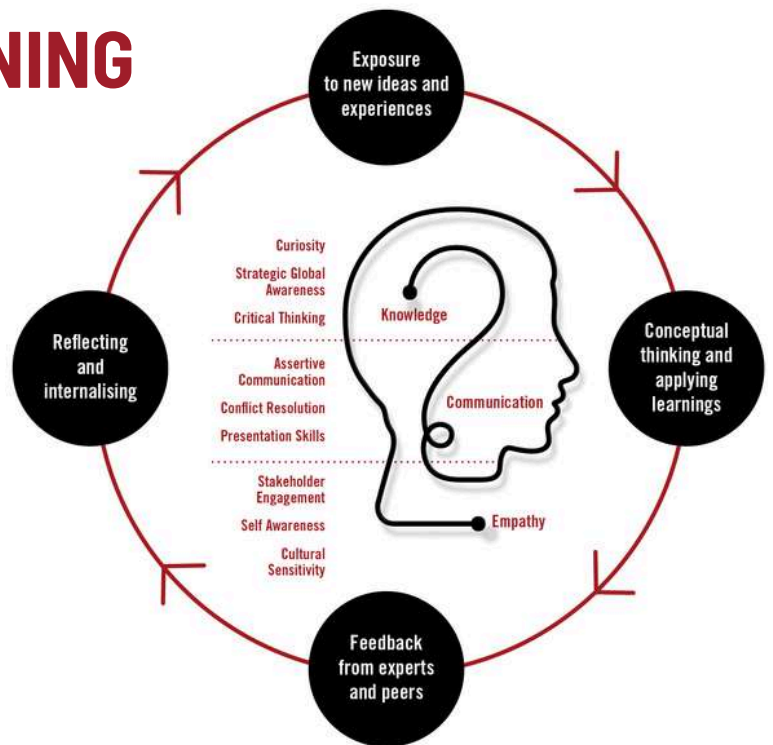 NING
Exposure
to new ideas and
experiences
Curiosity
Strategic Global
Awareness
Critical Thinking
Knowledge
Reflecting
and
internalising
Conceptual
thinking and
applying
learnings
Assertive
Communication
Conflict Resolution
Presentation Skills
Communication
Stakeholder
Engagement
Self Awareness
Cultural
Sensitivity
Empathy
Feedback
from experts
and peers